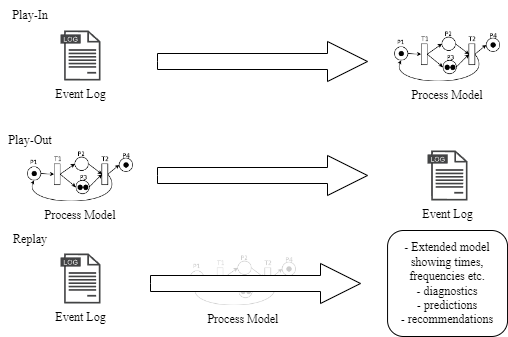 Play-In
LOG
Event Log
P1
T1
P2
P3
T2
P4
Process Model
Play-Out
P1
T1
P2
P3
T2
P4
Process Model
LOG
Event Log
Replay
LOG
Event Log
P1
T1
P2
T2
P4
Process Model
- Extended model
showing times,
frequencies etc.
- diagnostics
- predictions
- recommendations